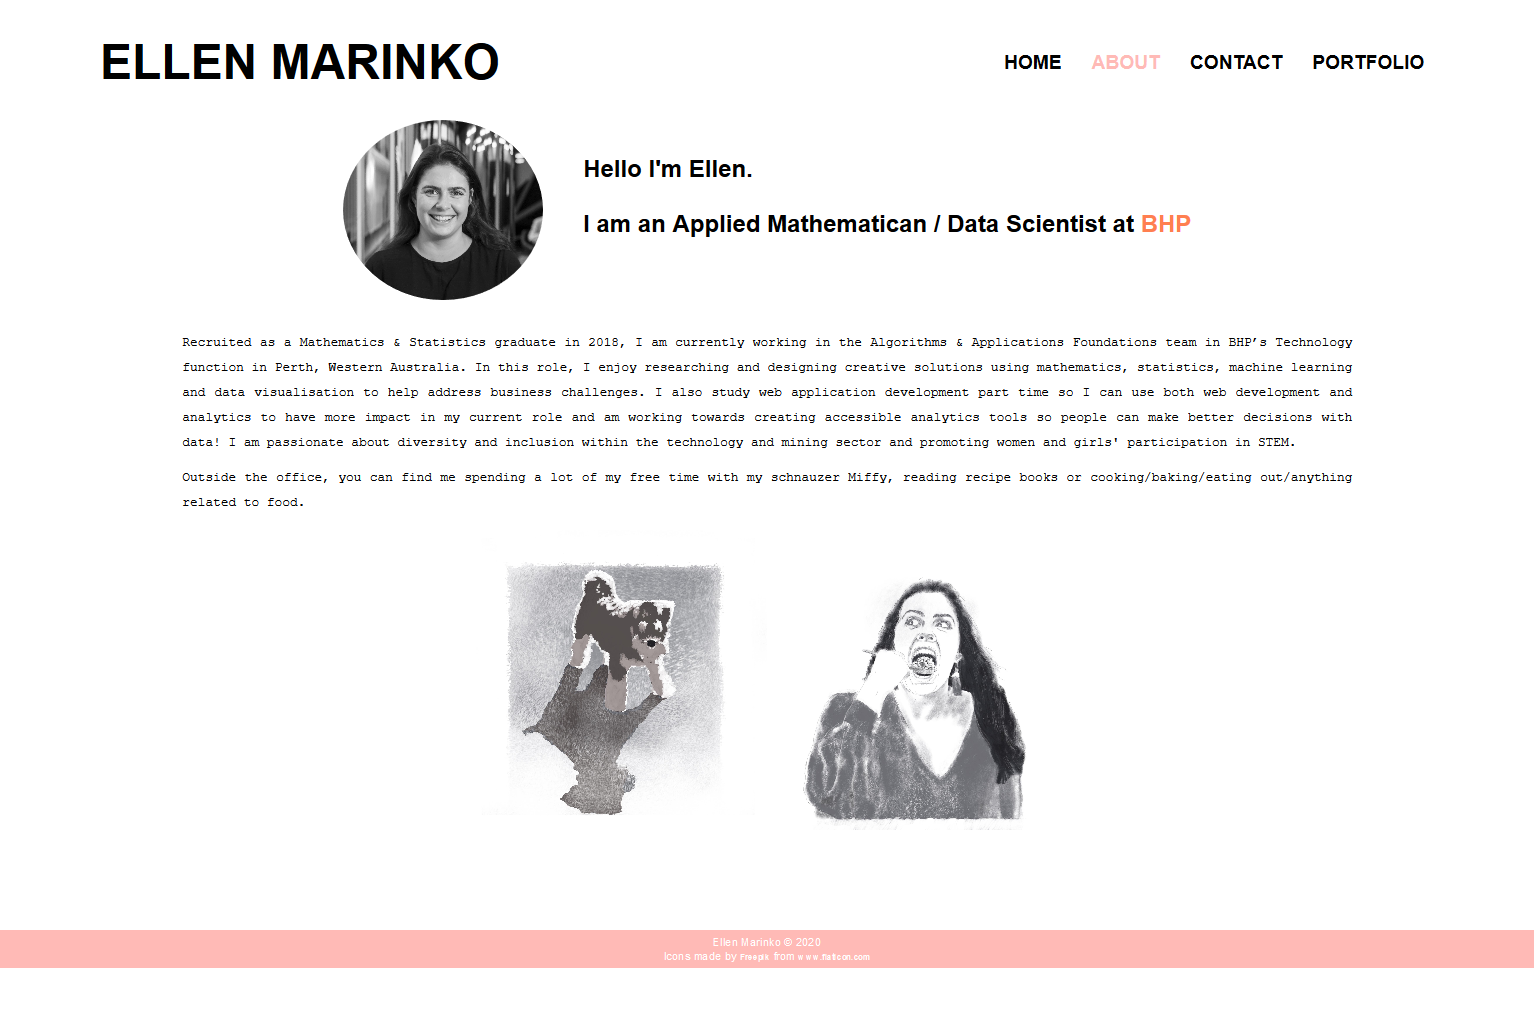 ELLEN MARINKO
HOME ABOUT CONTACT PORTFOLIO
Hello I'm Ellen.
I am an Applied Mathematican / Data Scientist at BHP
Recruited as a Mathematics & Statistics graduate in 2018, I am currently working in the Algorithms & Applications Foundations team in BHP’s Technology
function in Perth, Western Australia. In this role, I enjoy researching and designing creative solutions using mathematics, statistics, machine learning
and data visualisation to help address business challenges. I also study web application development part time so I can use both web development and
analytics to have more impact in my current role and am working towards creating accessible analytics tools so people can make better decisions with
data! I am passionate about diversity and inclusion within the technology and mining sector and promoting women and girls' participation in STEM.
Outside the office, you can find me spending a lot of my free time with my schnauzer Miffy, reading recipe books or cooking/baking/eating out/anything
related to food.
Ellen Marinko © 2020
Icons made by Freepik from www.flaticon.com